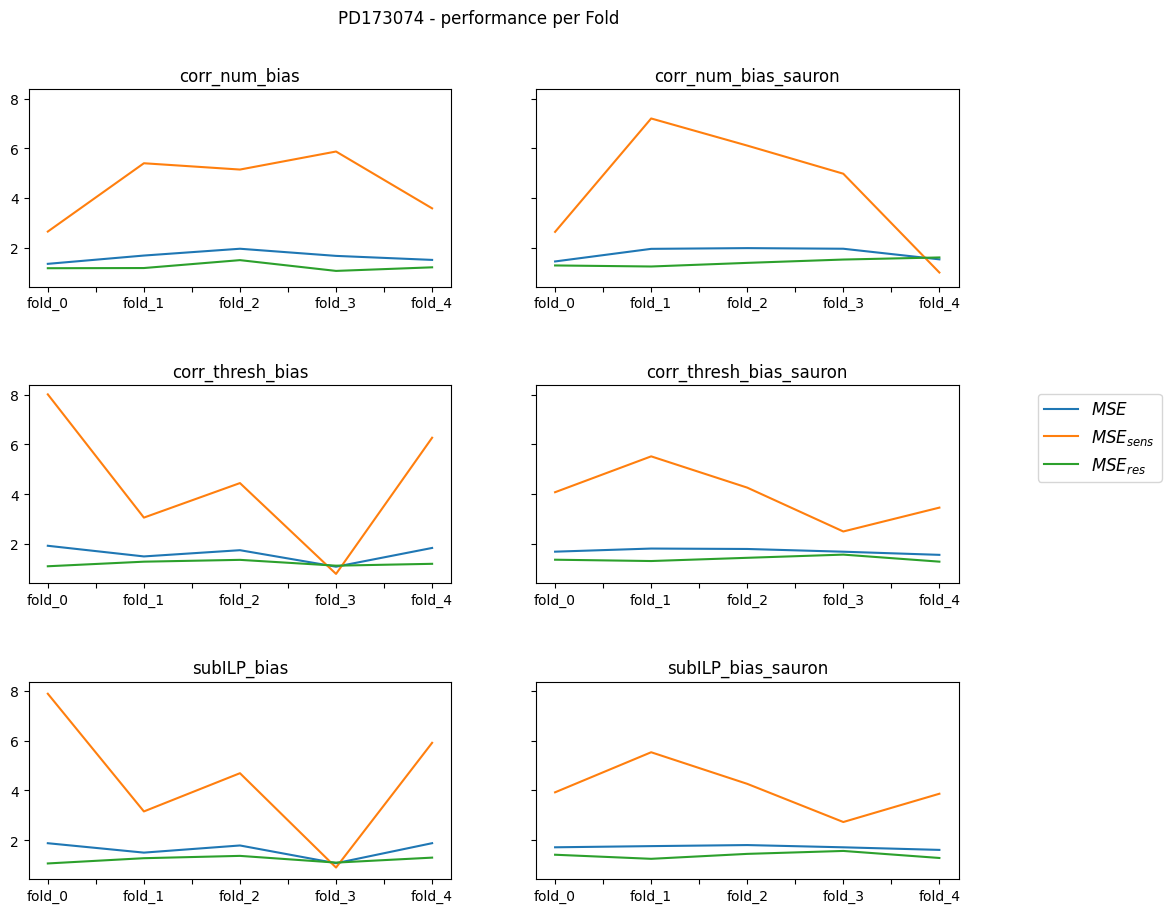 PD173074 - performance per Fold
corr_num_bias
corr_num_bias_sauron
8
6
4
2
fold_0 fold_1 fold_2 fold_3 fold_4
fold_0 fold_1 fold_2 fold_3 fold_4
corr_thresh_bias
corr_thresh_bias_sauron
8
6
4
2
fold_0 fold_1 fold_2 fold_3 fold_4
fold_0 fold_1 fold_2 fold_3 fold_4
MSE
MSE_sens
MSE_res
subILP_bias
subILP_bias_sauron
8
6
4
2
fold_0 fold_1 fold_2 fold_3 fold_4
fold_0 fold_1 fold_2 fold_3 fold_4